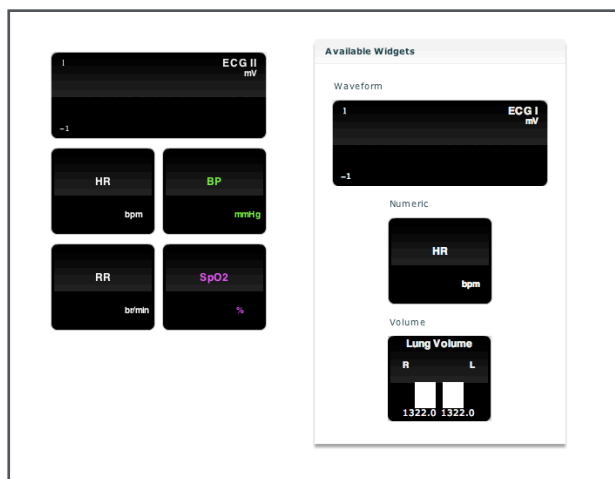 1 ECG II
mV
−1
HR BP
bpm mmHg
RR SpO2
br/min %
Available Widgets
Waveform
1 ECG I
mV
−1
Numeric
HR
bpm
Volume
Lung Volume
R L
1322.0 1322.0